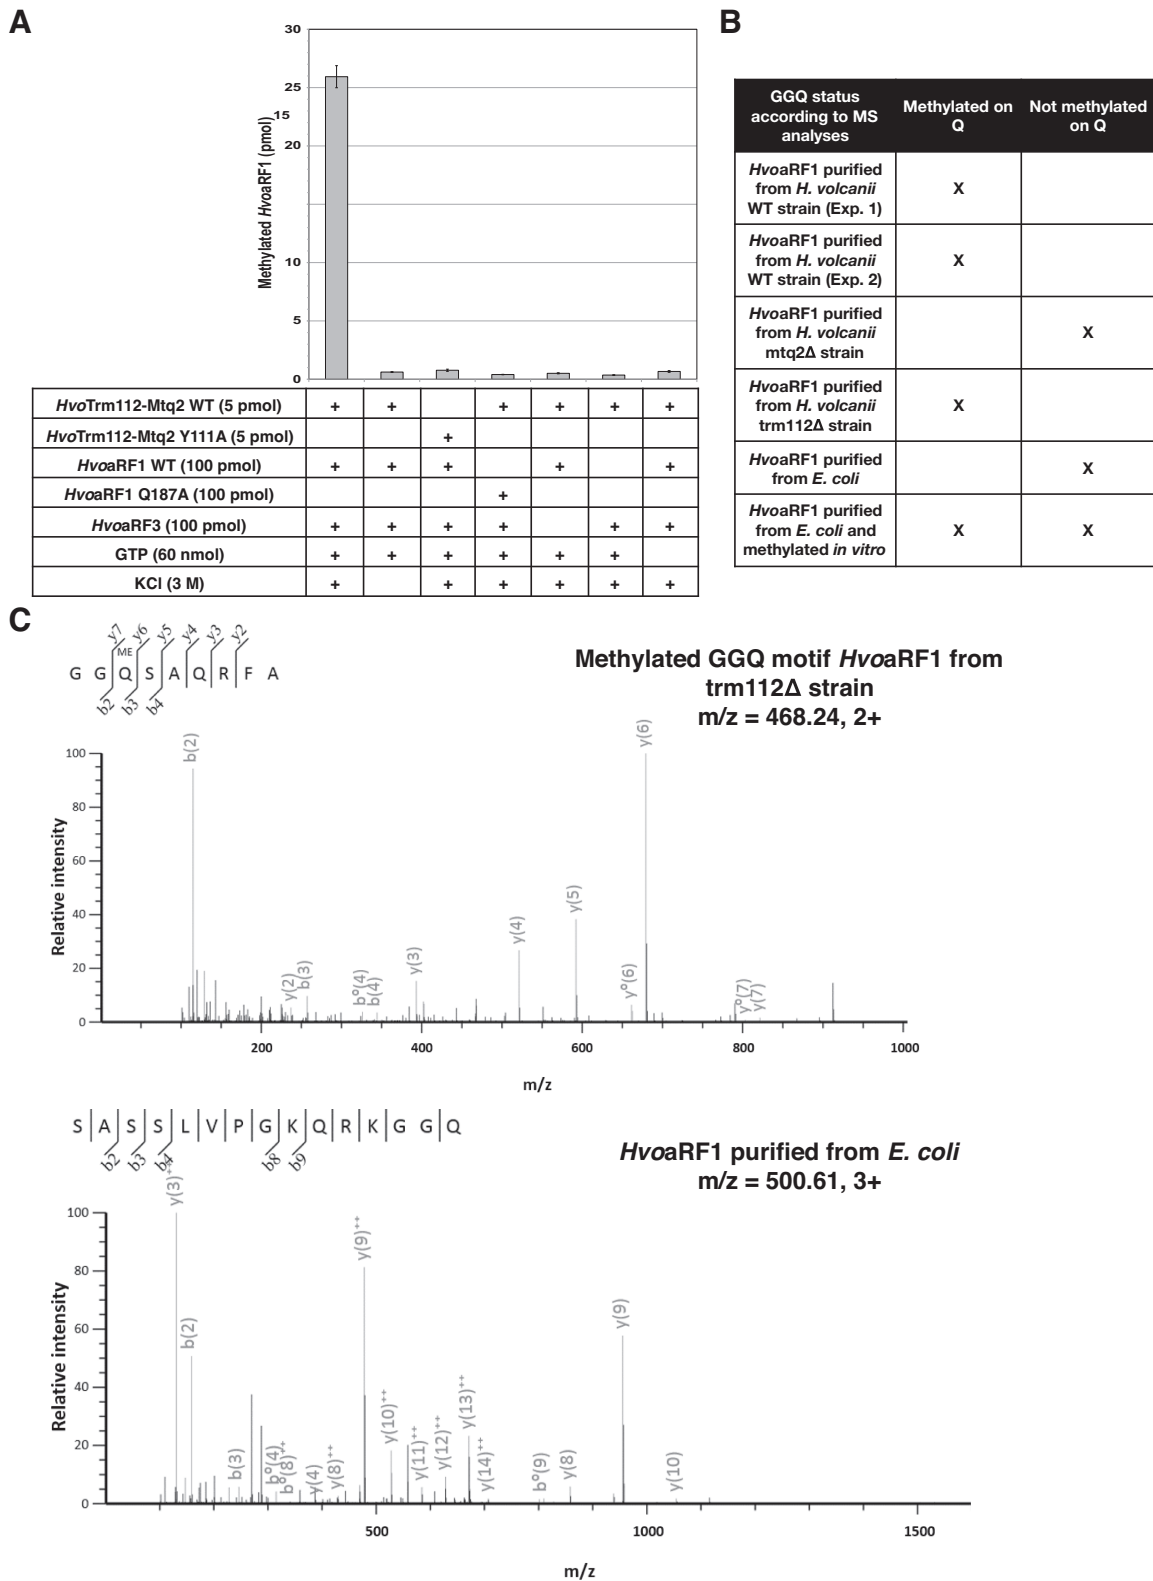 A
B
30
25
15
20
10
5
0
Methylated HvoaRF1 (pmol)
HvoTrm112-Mtq2 WT (5 pmol) + + + + + +
HvoTrm112-Mtq2 Y111A (5 pmol) +
HvoaRF1 WT (100 pmol) + + + + +
HvoaRF1 Q187A (100 pmol) +
HvoaRF3 (100 pmol) + + + + + +
GTP (60 nmol) + + + + + +
KCl (3 M) + + + + + +
GGQ status
according to MS
analyses
Methylated on
Q
Not methylated
on Q
HvoaRF1 purified
from H. volcanii
WT strain (Exp. 1)
X
HvoaRF1 purified
from H. volcanii
WT strain (Exp. 2)
X
HvoaRF1 purified
from H. volcanii
mtq2Δ strain
X
HvoaRF1 purified
from H. volcanii
trm112Δ strain
X
HvoaRF1 purified
from E. coli
X
HvoaRF1 purified
from E. coli and
methylated in vitro
X X
C
y7 y6 y5 y4 y3 y2
ME
G G Q S A Q R F A
b2 b3 b4
Methylated GGQ motif HvoaRF1 from
trm112Δ strain
m/z = 468.24, 2+
Relative intensity
100
80
60
40
20
0
b(2)
y(2)
b(3)
b°(4)
b(4)
y(3)
y(4)
y(5)
y°(6)
y(6)
y°(7)
y(7)
200 400 600 800 1000
m/z
S A S S L V P G K Q R K G G Q
b2 b3 b4 b8 b9
HvoaRF1 purified from E. coli
m/z = 500.61, 3+
Relative intensity
100
80
60
40
20
0
y(3)++
b(2)
b(3)
b°(4)
b°(8)++
y(4)
y(8)++
y(9)++
y(10)++
y(11)++
y(12)++
y(13)++
y(14)++
b°(9)
y(8)
y(9)
y(10)
500 1000 1500
m/z